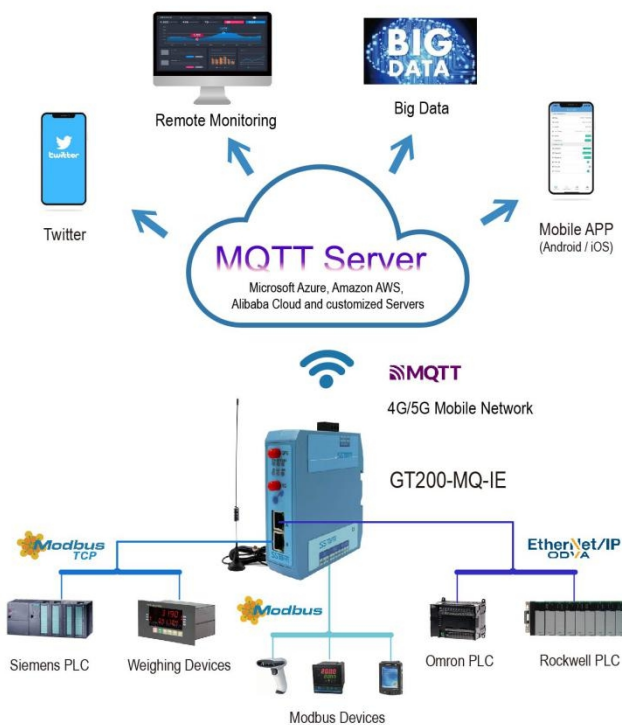 BIG
DATA
Remote Monitoring
Big Data
twitter
Twitter
Mobile APP
(Android / iOS)
MQTT Server
Microsoft Azure, Amazon AWS,
Alibaba Cloud and customized Servers
MQTT
4G/5G Mobile Network
GT200-MQ-IE
Modbus
TCP
EtherNet/IP
ODVA
Modbus
Siemens PLC
Weighing Devices
Omron PLC
Rockwell PLC
Modbus Devices